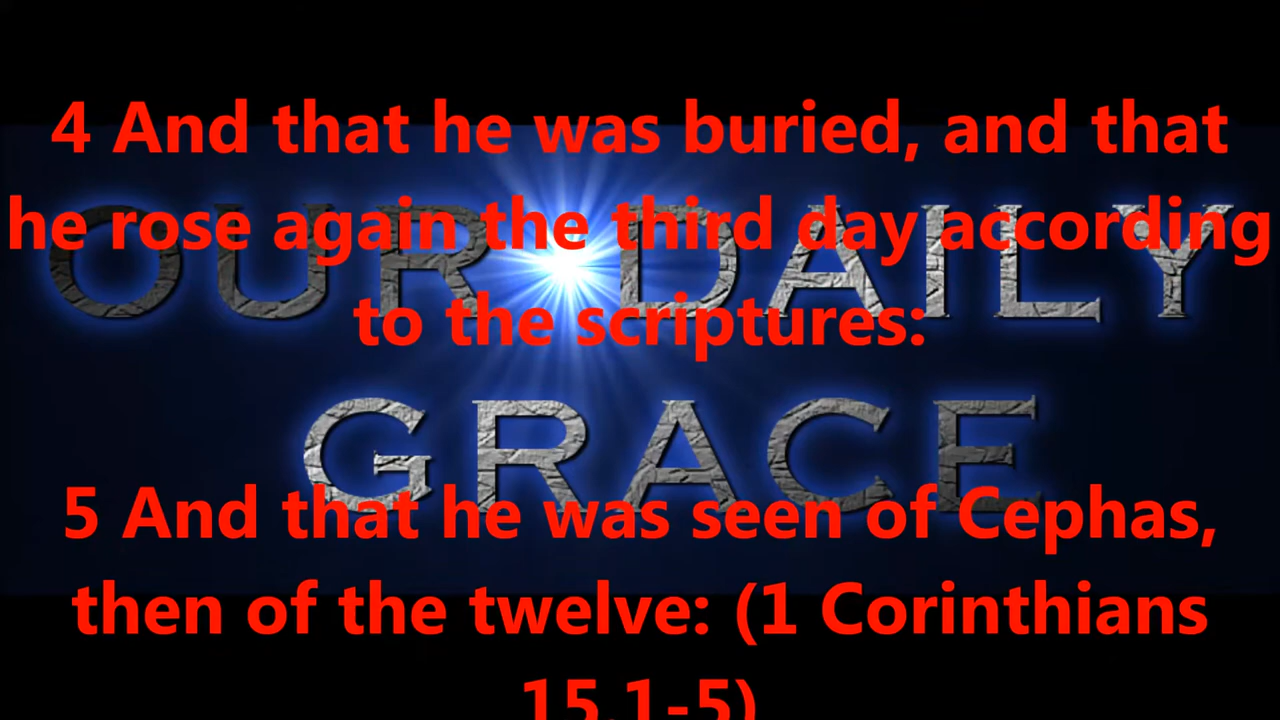 4 And that he was buried, and that
he rose again the third day according
to the scriptures:
OUR DAILY
GRACE
5 And that he was seen of Cephas,
then of the twelve: (1 Corinthians
15.1-5)